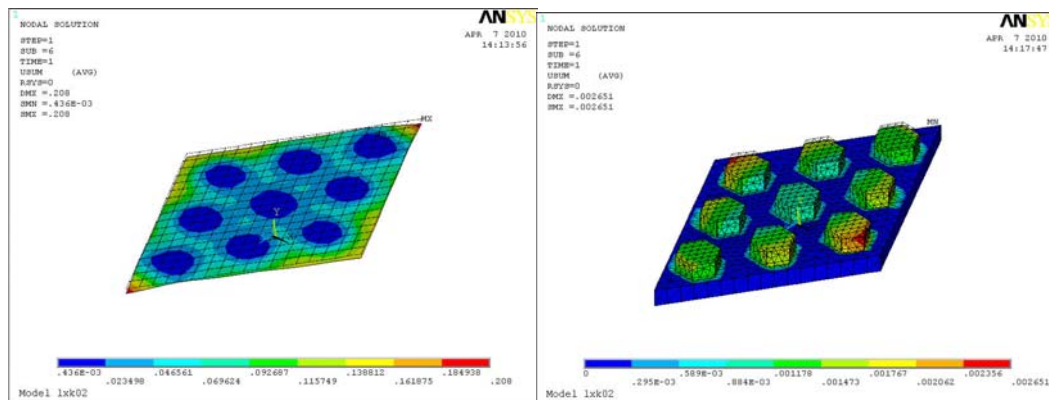 1
ANSYS
NODAL SOLUTION
APR 7 2010
14:13:56
STEP=1
SUB =6
TIME=1
USUM (AVG)
RSYS=0
DMX =.208
SMN =.436E-03
SMX =.208
MX
Y
.436E-03 .046561 .092687 .138812 .184938
.023498 .069624 .115749 .161875 .208
Model lxk02
1
ANSYS
NODAL SOLUTION
APR 7 2010
14:17:47
STEP=1
SUB =6
TIME=1
USUM (AVG)
RSYS=0
DMX =.002651
SMX =.002651
MN
0 .589E-03 .001178 .001767 .002356
.295E-03 .884E-03 .001473 .002062 .002651
Model lxk02